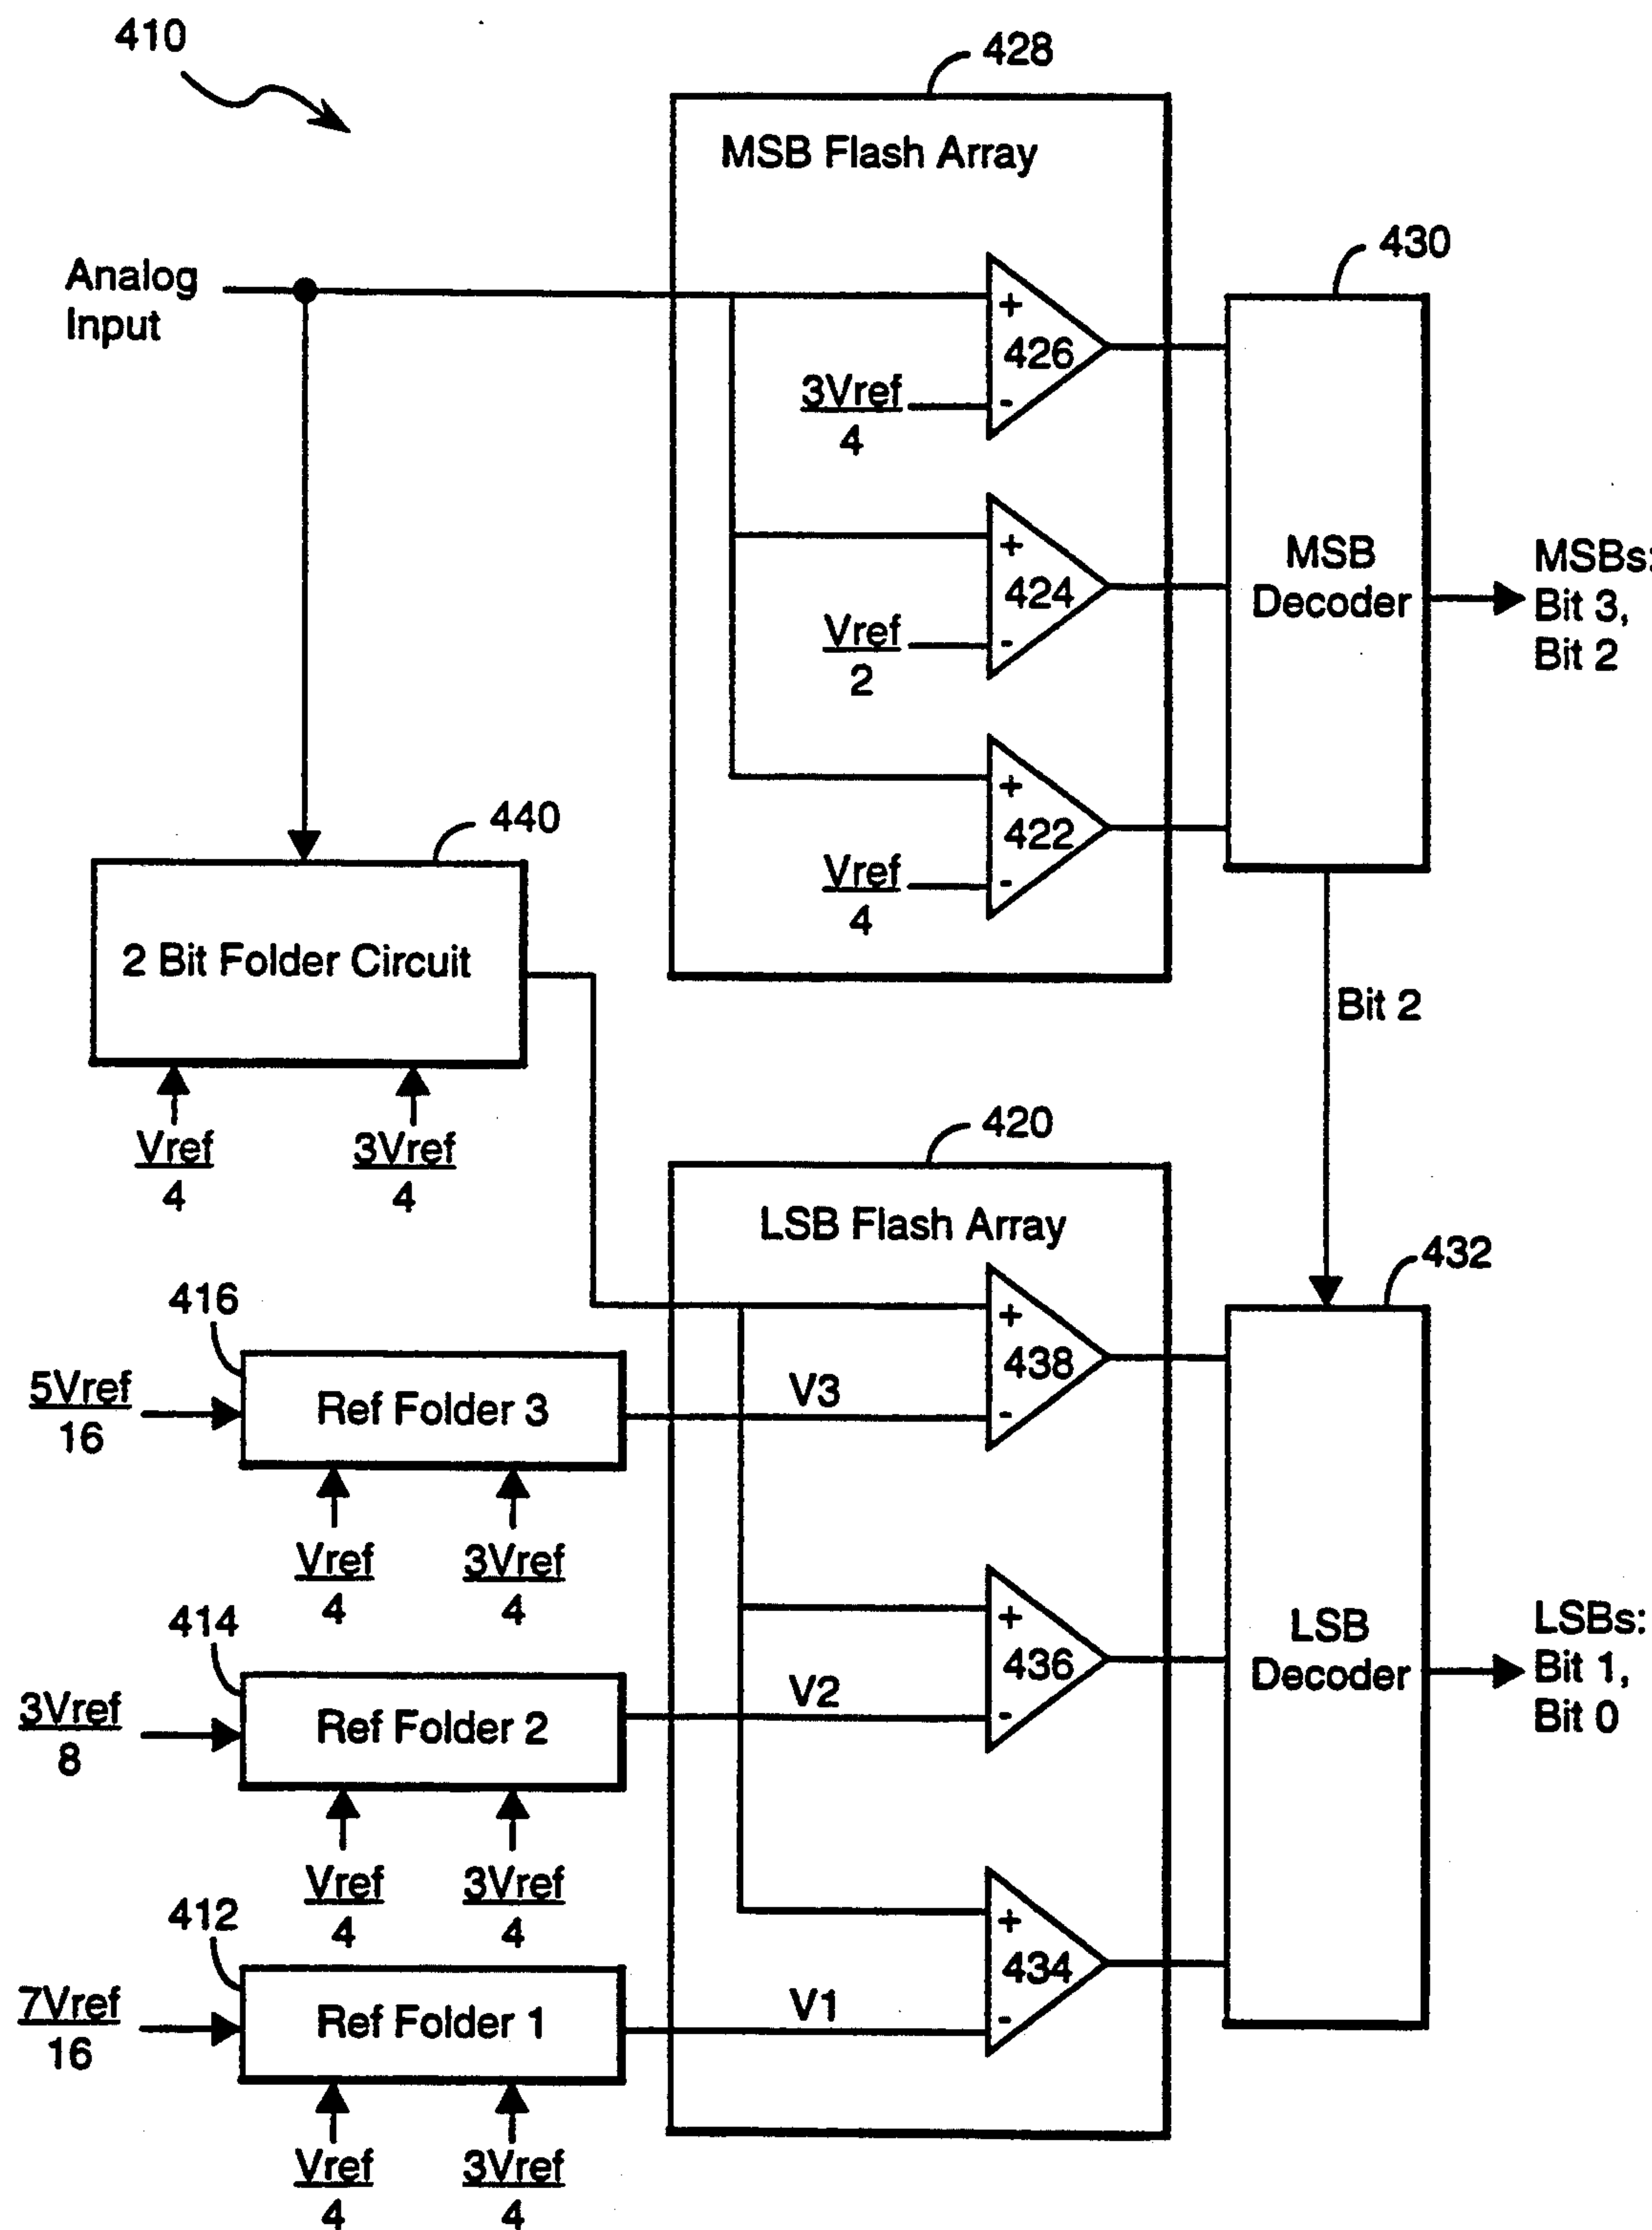 410
428
MSB Flash Array
430
Analog
Input
+
426
3Vref
4
-
+
424
Vref
2
-
MSB
Decoder
MSBs:
Bit 3,
Bit 2
+
422
Vref
4
-
440
2 Bit Folder Circuit
Vref
4
3Vref
4
Bit 2
420
LSB Flash Array
432
416
5Vref
16
Ref Folder 3
V3
+
438
-
Vref
4
3Vref
4
414
3Vref
8
Ref Folder 2
V2
+
436
-
LSB
Decoder
LSBs:
Bit 1,
Bit 0
Vref
4
3Vref
4
412
7Vref
16
Ref Folder 1
V1
+
434
-
Vref
4
3Vref
4